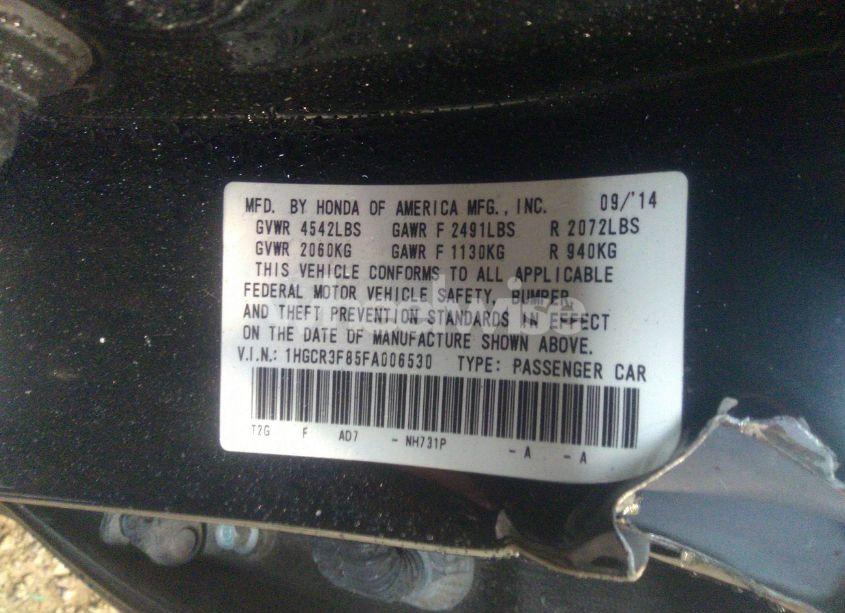 MFD. BY HONDA OF AMERICA MFG., INC. 09/'14
GVWR 4542LBS GAWR F 2491LBS R 2072LBS
GVWR 2060KG GAWR F 1130KG R 940KG
THIS VEHICLE CONFORMS TO ALL APPLICABLE
FEDERAL MOTOR VEHICLE SAFETY, BUMPER,
AND THEFT PREVENTION STANDARDS IN EFFECT
ON THE DATE OF MANUFACTURE SHOWN ABOVE.
V.I.N.: 1HGCR3F85FA006530 TYPE: PASSENGER CAR
T2G F AD7 - NH731P - A - A